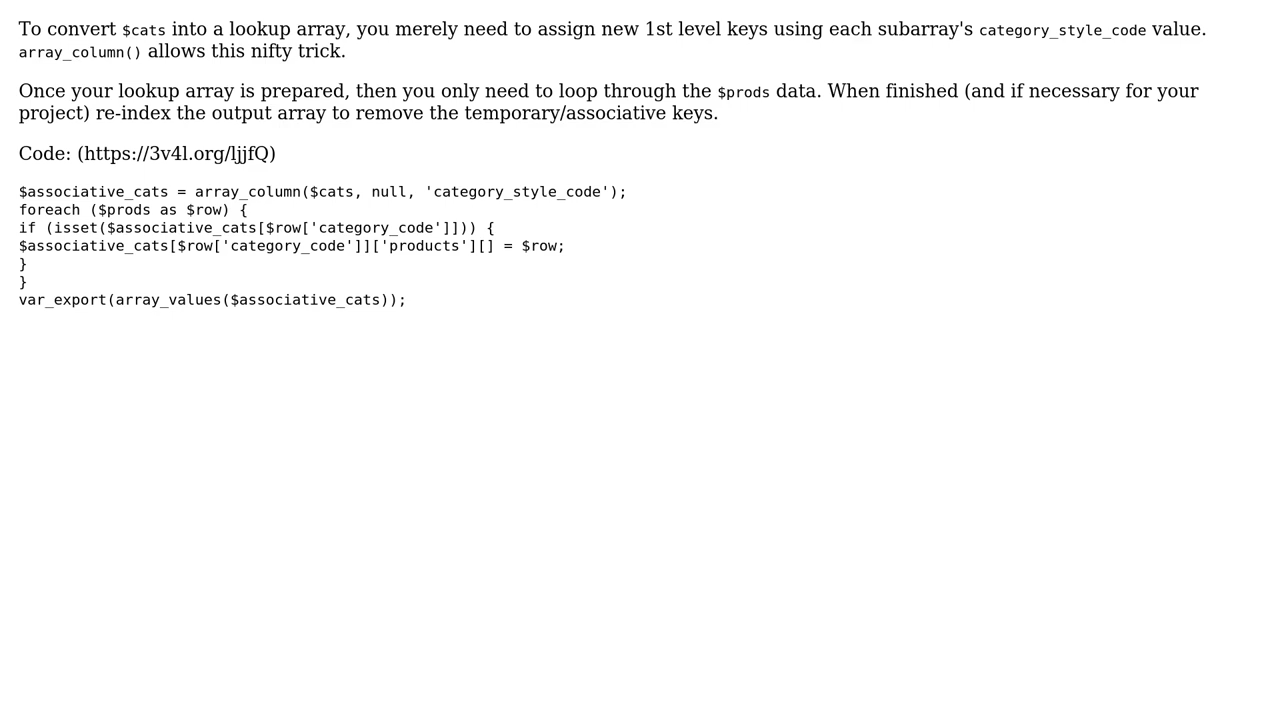 To convert $cats into a lookup array, you merely need to assign new 1st level keys using each subarray's category_style_code value.
array_column() allows this nifty trick.
Once your lookup array is prepared, then you only need to loop through the $prods data. When finished (and if necessary for your
project) re-index the output array to remove the temporary/associative keys.
Code: (https://3v4l.org/ljjfQ)
$associative_cats = array_column($cats, null, 'category_style_code');
foreach ($prods as $row) {
if (isset($associative_cats[$row['category_code']])) {
$associative_cats[$row['category_code']]['products'][] = $row;
}
}
var_export(array_values($associative_cats));